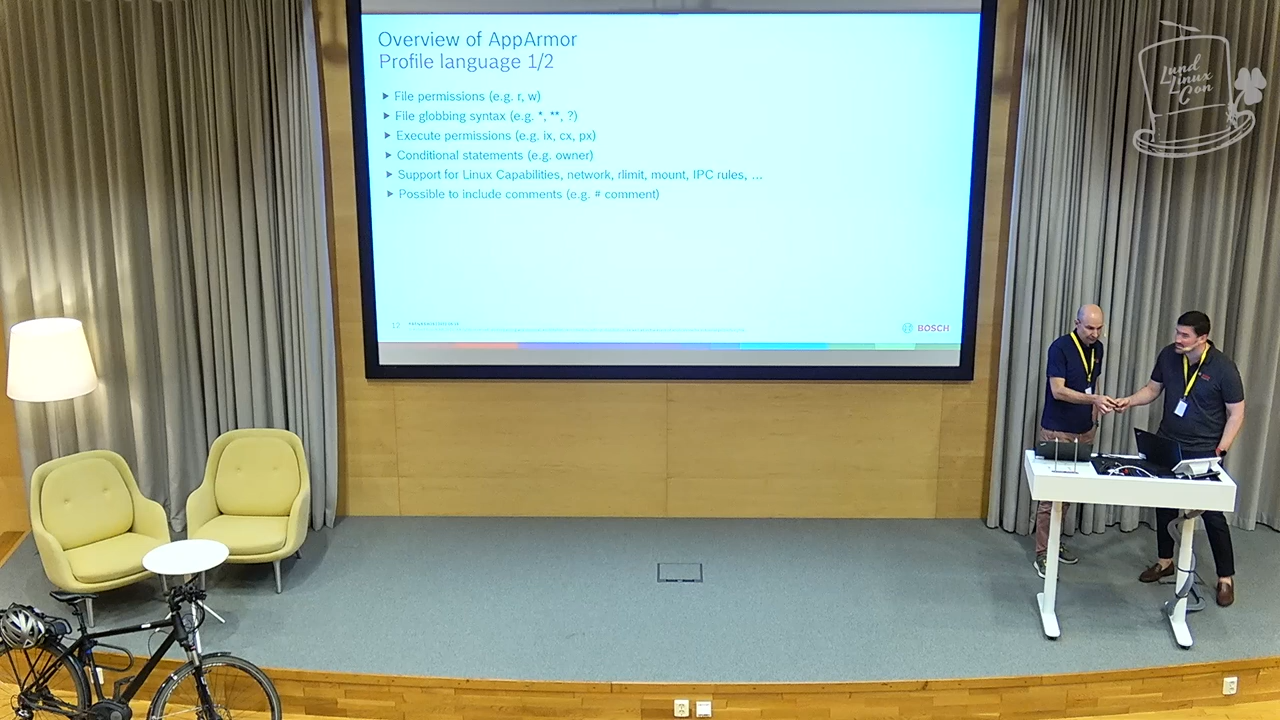 Overview of AppArmor
Profile language 1/2
File permissions (e.g. r, w)
File globbing syntax (e.g. *, **, ?)
Execute permissions (e.g. ix, cx, px)
Conditional statements (e.g. owner)
Support for Linux Capabilities, network, rlimit, mount, IPC rules, ...
Possible to include comments (e.g. # comment)
12
BOSCH
Lund
Linux
Con